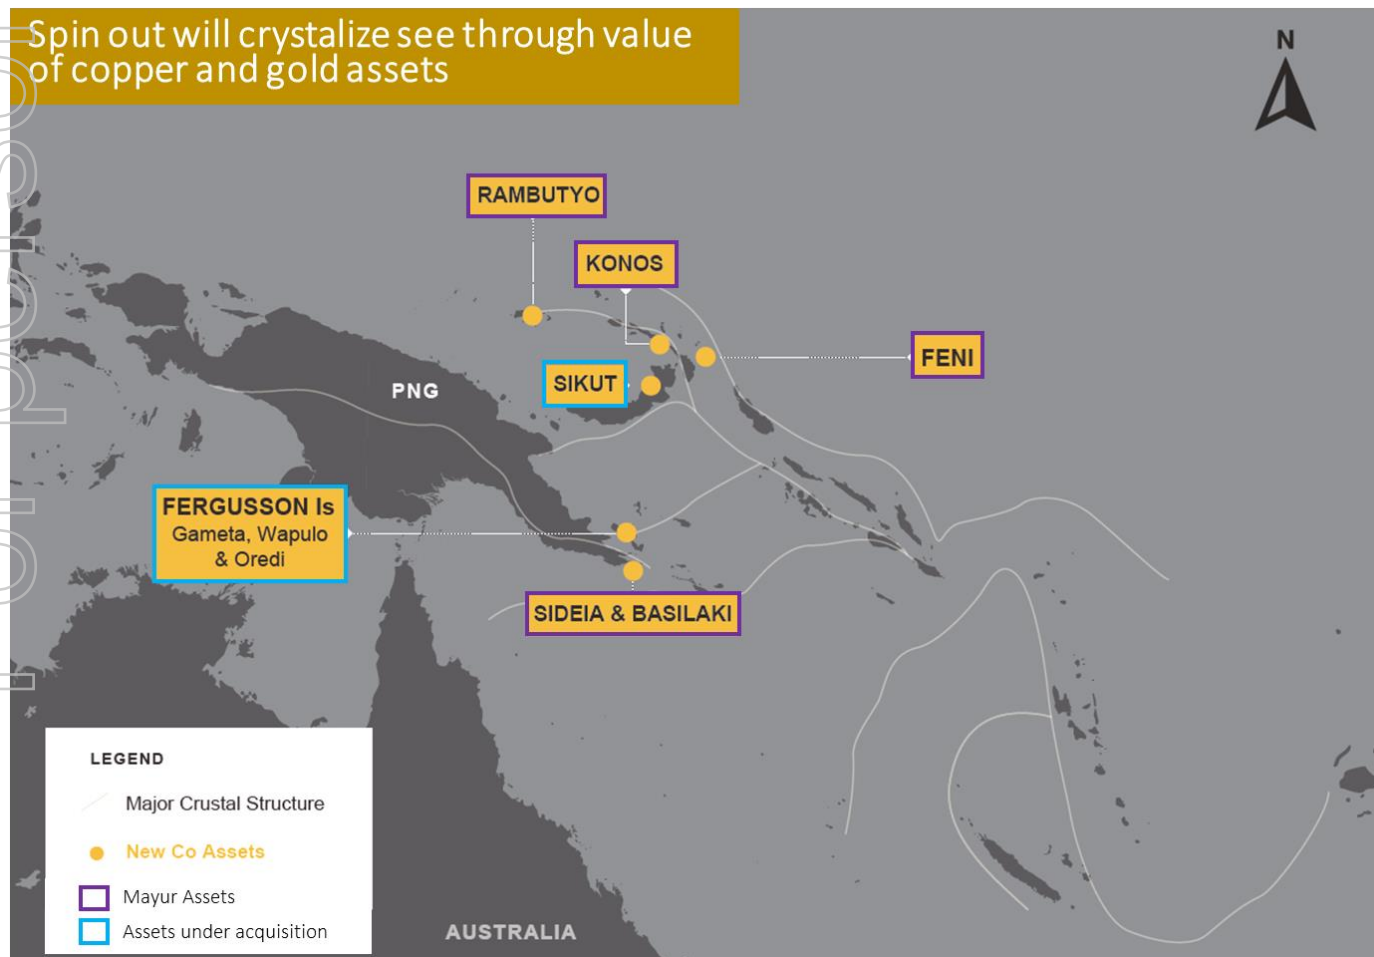 Spin out will crystalize see through value
of copper and gold assets
N
RAMBUTYO
KONOS
FENI
SIKUT
PNG
FERGUSSON Is
Gameta, Wapulo
& Oredi
SIDEIA & BASILAKI
LEGEND
Major Crustal Structure
New Co Assets
Mayur Assets
Assets under acquisition
AUSTRALIA